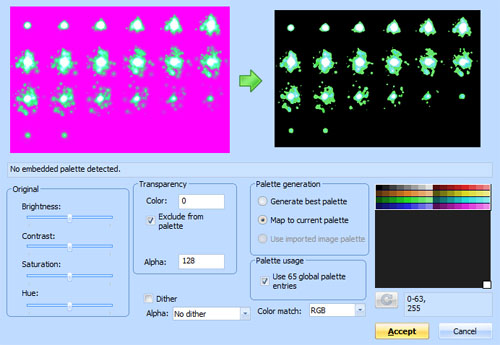 No embedded palette detected.
Original
Brightness:
Contrast:
Saturation:
Hue:
Transparency
Color: 0
Exclude from
palette
Alpha: 128
Dither
Alpha: No dither
Palette generation
Generate best palette
Map to current palette
Use imported image palette
Palette usage
Use 65 global palette
entries
Color match: RGB
0-63,
255
Accept
Cancel